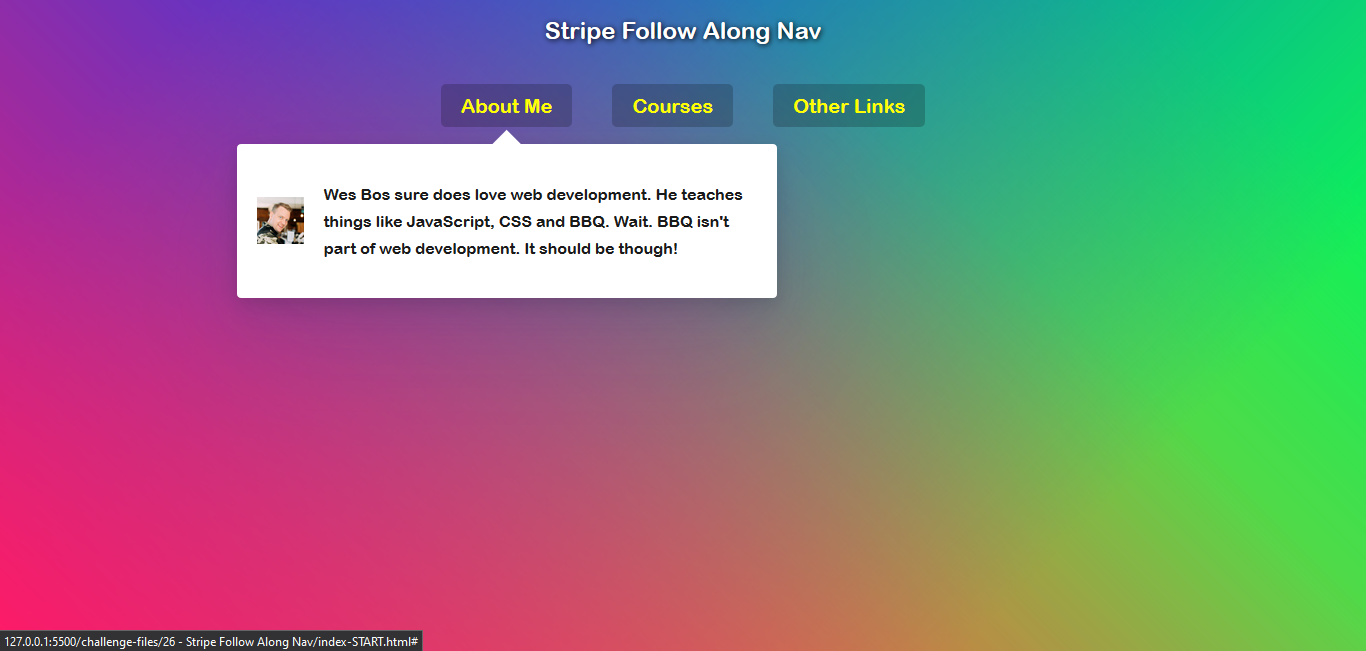 Stripe Follow Along Nav
About Me
Courses
Other Links
Wes Bos sure does love web development. He teaches
things like JavaScript, CSS and BBQ. Wait. BBQ isn't
part of web development. It should be though!
127.0.0.1:5500/challenge-files/26 - Stripe Follow Along Nav/index-START.html#